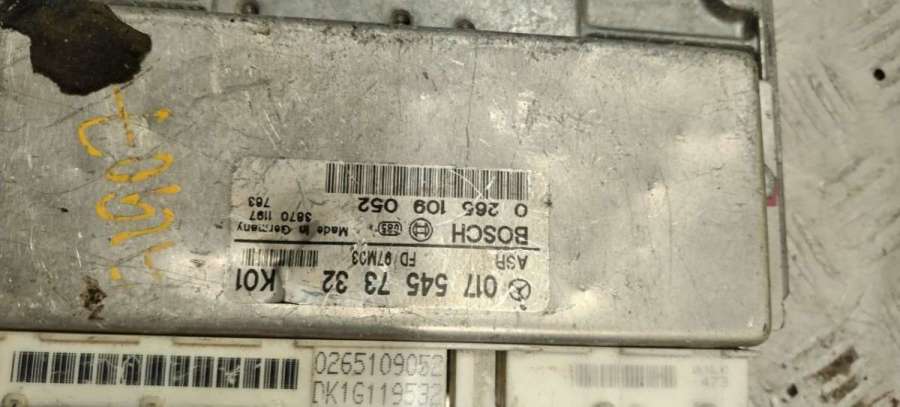 017 545 73 32 K01
ASR FD 97M03
BOSCH Made in Germany
0 265 109 052 3870 1197
763
0265109052
DK1G119532
473